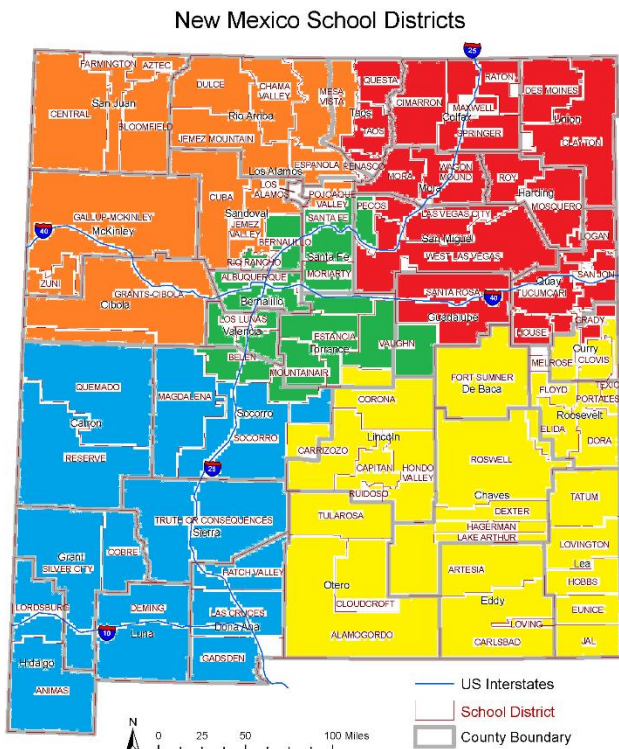 New Mexico School Districts
25
FARMINGTON
AZTEC
San Juan
CENTRAL
BLOOMFIELD
DULCE
CHAMA
VALLEY
Rio Arriba
MESA
VISTA
JEMEZ MOUNTAIN
QUESTA
Taos
TAOS
CIMARRON
RATON
MAXWELL
Colfax
SPRINGER
DES MOINES
Union
CLAYTON
Los Alamos
ESPANOLA
PENASCO
LOS
ALAMOS
CUBA
Sandoval
JEMEZ
VALLEY
POJOAQUE
VALLEY
PECOS
SANTA FE
MORA
Mora
WAGON
MOUND
ROY
Harding
MOSQUERO
GALLUP-MCKINLEY
McKinley
40
BERNALILLO
LAS VEGAS CITY
San Miguel
LOGAN
RIO RANCHO
Santa Fe
WEST LAS VEGAS
ZUNI
ALBUQUERQUE
MORIARTY
Quay
SAN JON
GRANTS-CIBOLA
Cibola
Bernalillo
SANTA ROSA
40
TUCUMCARI
LOS LUNAS
Valencia
Guadalupe
GRADY
ESTANCIA
Torrance
VAUGHN
HOUSE
Curry
BELEN
MOUNTAINAIR
MELROSE
CLOVIS
QUEMADO
MAGDALENA
Socorro
CORONA
FORT SUMNER
De Baca
FLOYD
TEXICO
PORTALES
Roosevelt
Catron
SOCORRO
Lincoln
CARRIZOZO
ELIDA
DORA
RESERVE
25
CAPITAN
HONDO
VALLEY
ROSWELL
Chaves
RUIDOSO
TATUM
TULAROSA
DEXTER
TRUTH OR CONSEQUENCES
Sierra
HAGERMAN
LAKE ARTHUR
LOVINGTON
Grant
COBRE
SILVER CITY
HATCH VALLEY
Otero
ARTESIA
Lea
HOBBS
LORDSBURG
DEMING
LAS CRUCES
Dona Ana
CLOUDCROFT
Eddy
LOVING
EUNICE
10
Luna
ALAMOGORDO
CARLSBAD
JAL
Hidalgo
GADSDEN
ANIMAS
US Interstates
School District
County Boundary
N
0 25 50 100 Miles